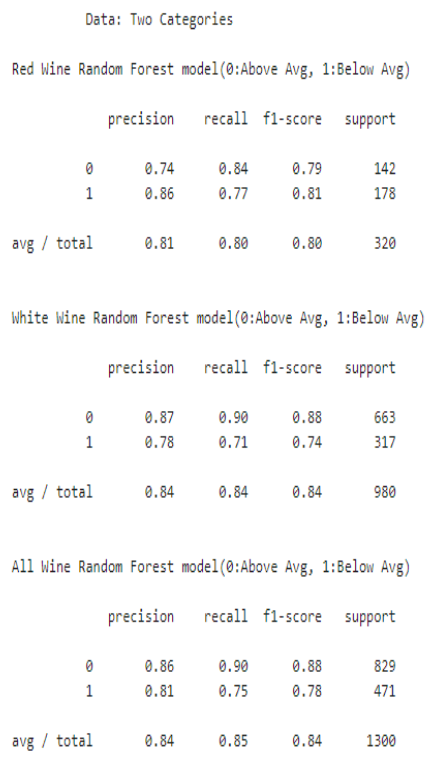 Data: Two Categories
Red Wine Random Forest model(0:Above Avg, 1:Below Avg)
precision recall f1-score support
0 0.74 0.84 0.79 142
1 0.86 0.77 0.81 178
avg / total 0.81 0.80 0.80 320
White Wine Random Forest model(0:Above Avg, 1:Below Avg)
precision recall f1-score support
0 0.87 0.90 0.88 663
1 0.78 0.71 0.74 317
avg / total 0.84 0.84 0.84 980
All Wine Random Forest model(0:Above Avg, 1:Below Avg)
precision recall f1-score support
0 0.86 0.90 0.88 829
1 0.81 0.75 0.78 471
avg / total 0.84 0.85 0.84 1300